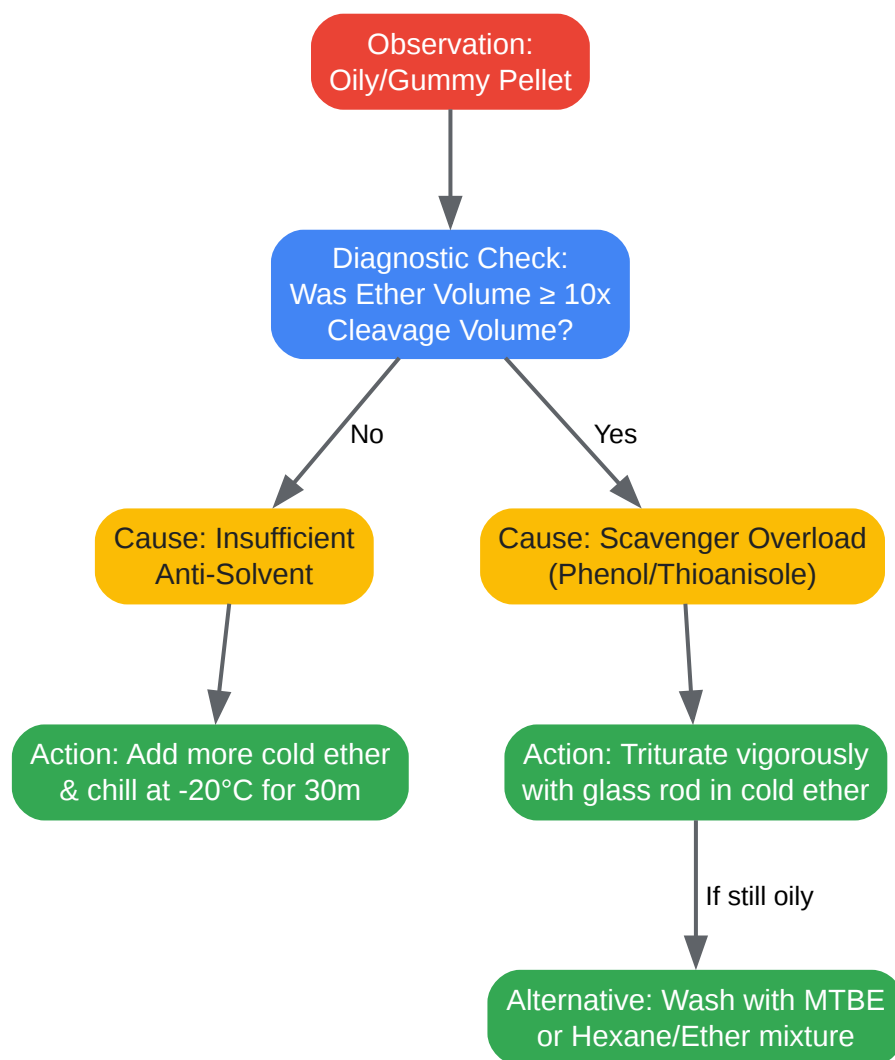 Observation:
Oily/Gummy Pellet
Diagnostic Check:
Was Ether Volume ≥ 10x
Cleavage Volume?
No
Yes
Cause: Insufficient
Anti-Solvent
Cause: Scavenger Overload
(Phenol/Thioanisole)
Action: Add more cold ether
& chill at -20°C for 30m
Action: Triturate vigorously
with glass rod in cold ether
If still oily
Alternative: Wash with MTBE
or Hexane/Ether mixture